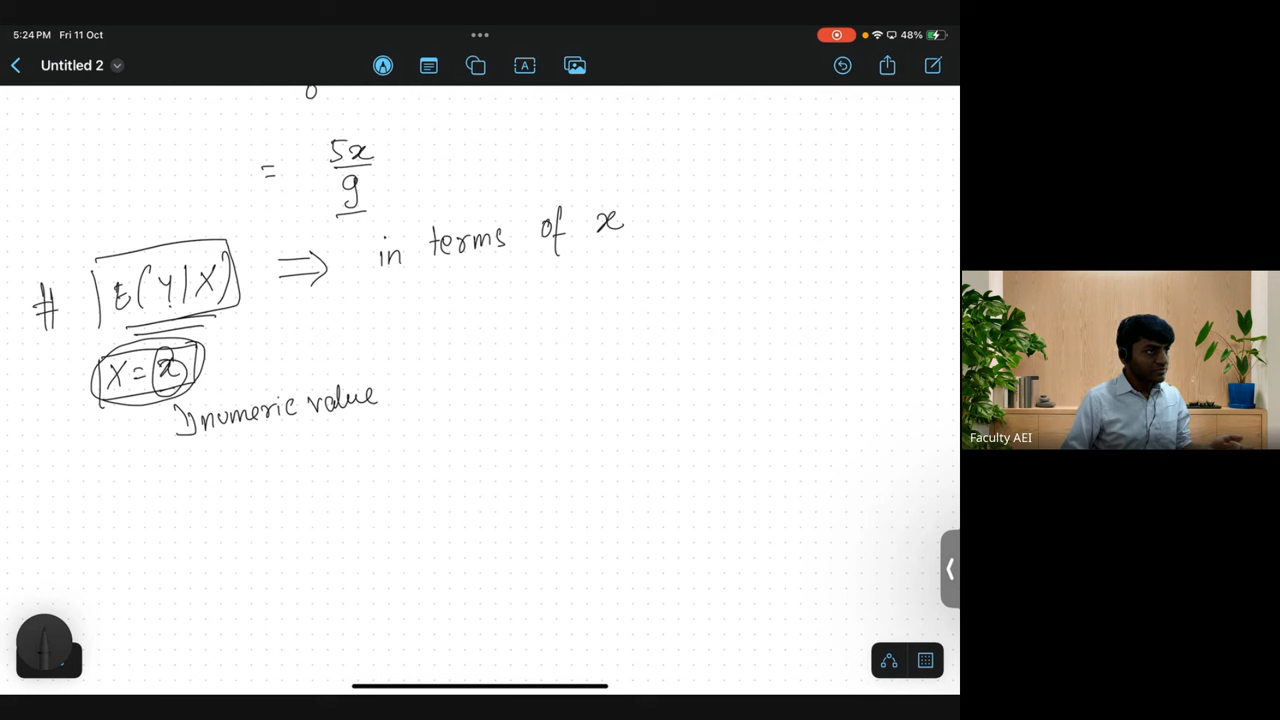 5:24 PM Fri 11 Oct
48%
Untitled 2
= 5x/9
# E(Y|X) ⇒ in terms of x
X = x
numeric value
Faculty AEI